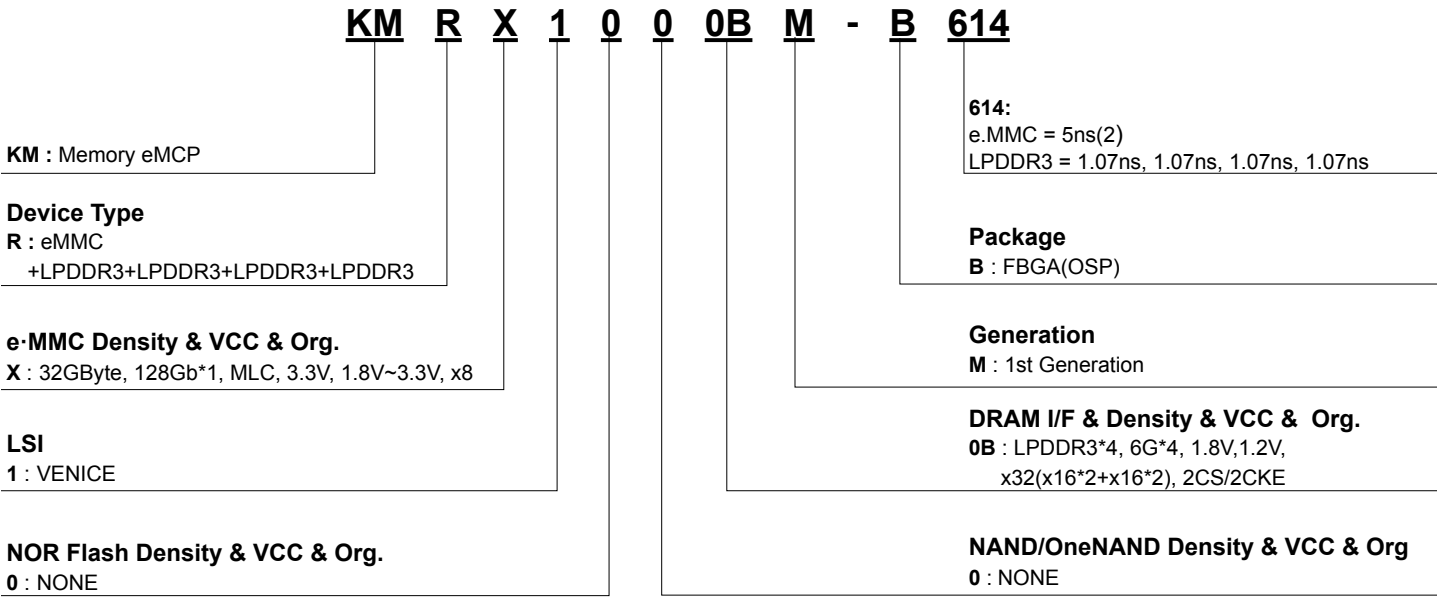 KM R X 1 0 0 0B M - B 614
KM : Memory eMCP
Device Type
R : eMMC
+LPDDR3+LPDDR3+LPDDR3+LPDDR3
e·MMC Density & VCC & Org.
X : 32GByte, 128Gb*1, MLC, 3.3V, 1.8V~3.3V, x8
LSI
1 : VENICE
NOR Flash Density & VCC & Org.
0 : NONE
614:
e.MMC = 5ns(2)
LPDDR3 = 1.07ns, 1.07ns, 1.07ns, 1.07ns
Package
B : FBGA(OSP)
Generation
M : 1st Generation
DRAM I/F & Density & VCC & Org.
0B : LPDDR3*4, 6G*4, 1.8V,1.2V,
x32(x16*2+x16*2), 2CS/2CKE
NAND/OneNAND Density & VCC & Org
0 : NONE